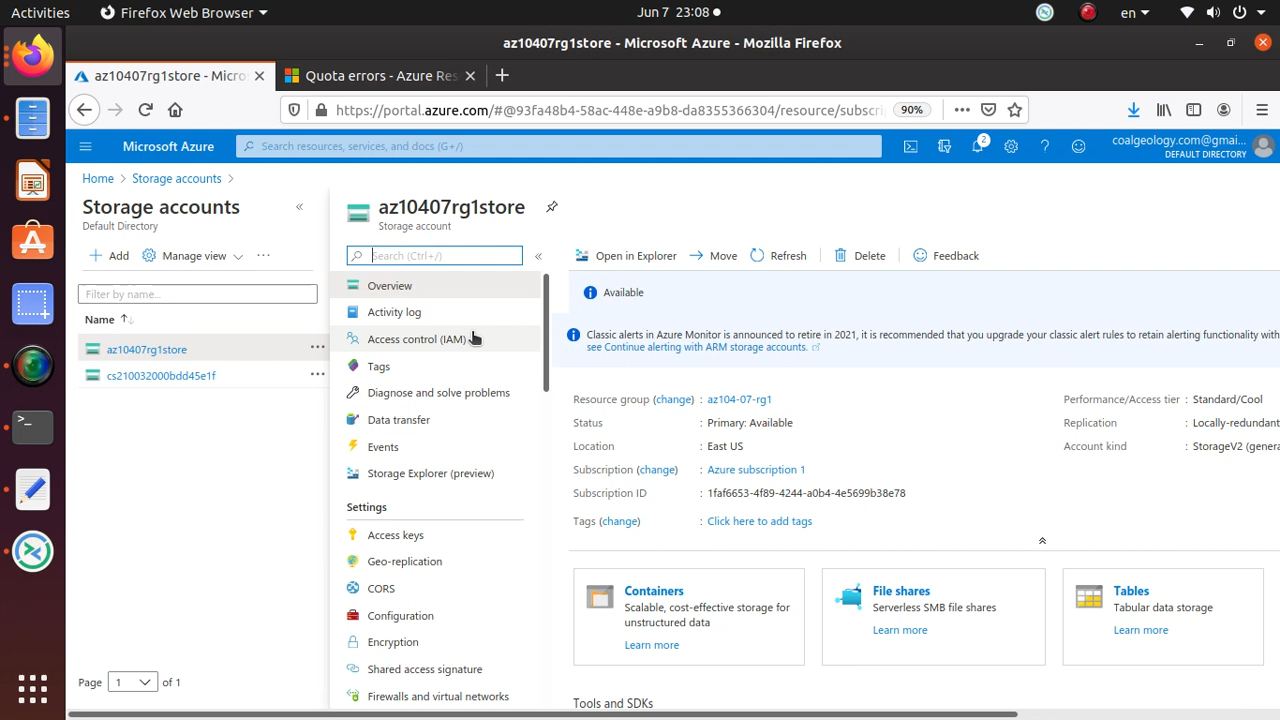 Activities
Firefox Web Browser
Jun 7 23:08
en
az10407rg1store - Microsoft Azure - Mozilla Firefox
az10407rg1store - Micros
Quota errors - Azure Res
https://portal.azure.com/#@93fa48b4-58ac-448e-a9b8-da8355366304/resource/subscri
90%
Microsoft Azure
Search resources, services, and docs (G+/)
2
coalgeology.com@gmai...
DEFAULT DIRECTORY
Home
Storage accounts
Storage accounts
Default Directory
Add
Manage view
Filter by name...
Name
az10407rg1store
cs210032000bdd45e1f
Page
1
of 1
az10407rg1store
Storage account
Search (Ctrl+/)
Overview
Activity log
Access control (IAM)
Tags
Diagnose and solve problems
Data transfer
Events
Storage Explorer (preview)
Settings
Access keys
Geo-replication
CORS
Configuration
Encryption
Shared access signature
Firewalls and virtual networks
Open in Explorer
Move
Refresh
Delete
Feedback
Available
Classic alerts in Azure Monitor is announced to retire in 2021, it is recommended that you upgrade your classic alert rules to retain alerting functionality with
see Continue alerting with ARM storage accounts.
Resource group (change) : az104-07-rg1
Status : Primary: Available
Location : East US
Subscription (change) : Azure subscription 1
Subscription ID : 1faf6653-4f89-4244-a0b4-4e5699b38e78
Tags (change) : Click here to add tags
Performance/Access tier : Standard/Cool
Replication : Locally-redundant
Account kind : StorageV2 (genera
Containers
Scalable, cost-effective storage for
unstructured data
Learn more
File shares
Serverless SMB file shares
Learn more
Tables
Tabular data storage
Learn more
Tools and SDKs